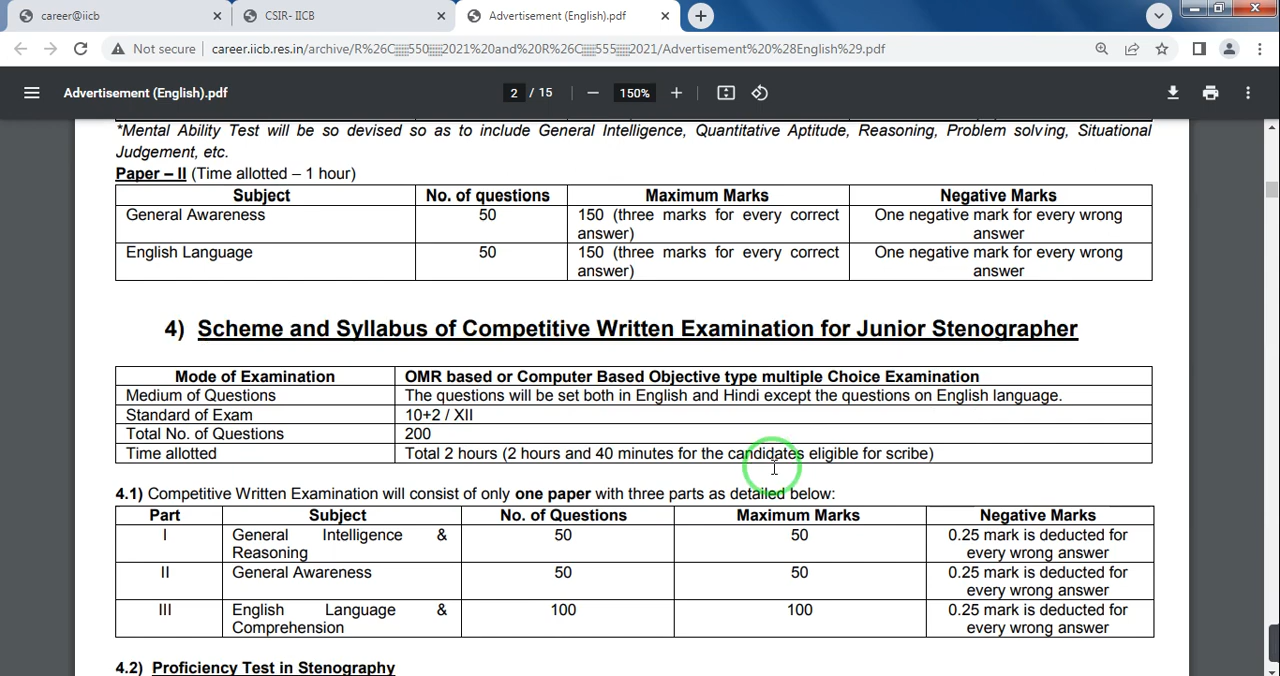 career@iicb
CSIR- IICB
Advertisement (English).pdf
Not secure
career.iicb.res.in/archive/R%26C▒▒550▒▒2021%20and%20R%26C▒▒555▒▒2021/Advertisement%20%28English%29.pdf
Advertisement (English).pdf
2 / 15
150%
*Mental Ability Test will be so devised so as to include General Intelligence, Quantitative Aptitude, Reasoning, Problem solving, Situational
Judgement, etc.
Paper – II (Time allotted – 1 hour)
Subject No. of questions Maximum Marks Negative Marks
General Awareness 50 150 (three marks for every correct One negative mark for every wrong
answer) answer
English Language 50 150 (three marks for every correct One negative mark for every wrong
answer) answer
4) Scheme and Syllabus of Competitive Written Examination for Junior Stenographer
Mode of Examination OMR based or Computer Based Objective type multiple Choice Examination
Medium of Questions The questions will be set both in English and Hindi except the questions on English language.
Standard of Exam 10+2 / XII
Total No. of Questions 200
Time allotted Total 2 hours (2 hours and 40 minutes for the candidates eligible for scribe)
4.1) Competitive Written Examination will consist of only one paper with three parts as detailed below:
Part Subject No. of Questions Maximum Marks Negative Marks
I General Intelligence & 50 50 0.25 mark is deducted for
Reasoning every wrong answer
II General Awareness 50 50 0.25 mark is deducted for
every wrong answer
III English Language & 100 100 0.25 mark is deducted for
Comprehension every wrong answer
4.2) Proficiency Test in Stenography